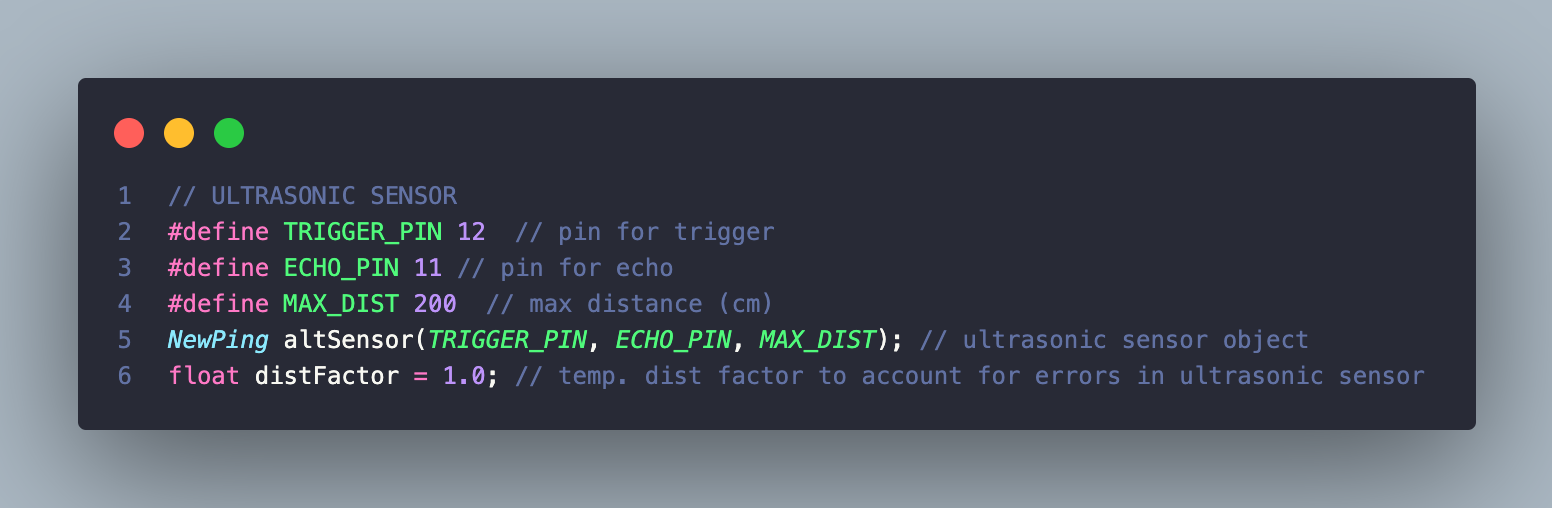 1 // ULTRASONIC SENSOR
2 #define TRIGGER_PIN 12  // pin for trigger
3 #define ECHO_PIN 11 // pin for echo
4 #define MAX_DIST 200  // max distance (cm)
5 NewPing altSensor(TRIGGER_PIN, ECHO_PIN, MAX_DIST); // ultrasonic sensor object
6 float distFactor = 1.0; // temp. dist factor to account for errors in ultrasonic sensor